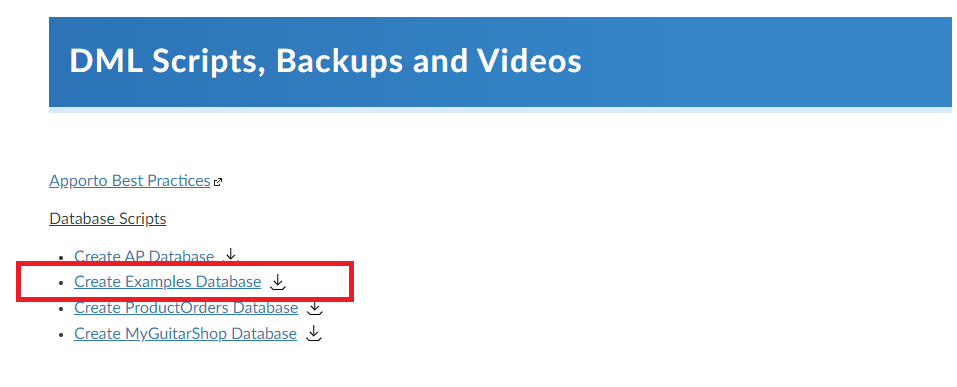 DML Scripts, Backups and Videos
Apporto Best Practices
Database Scripts
Create AP Database
Create Examples Database
Create ProductOrders Database
Create MyGuitarShop Database